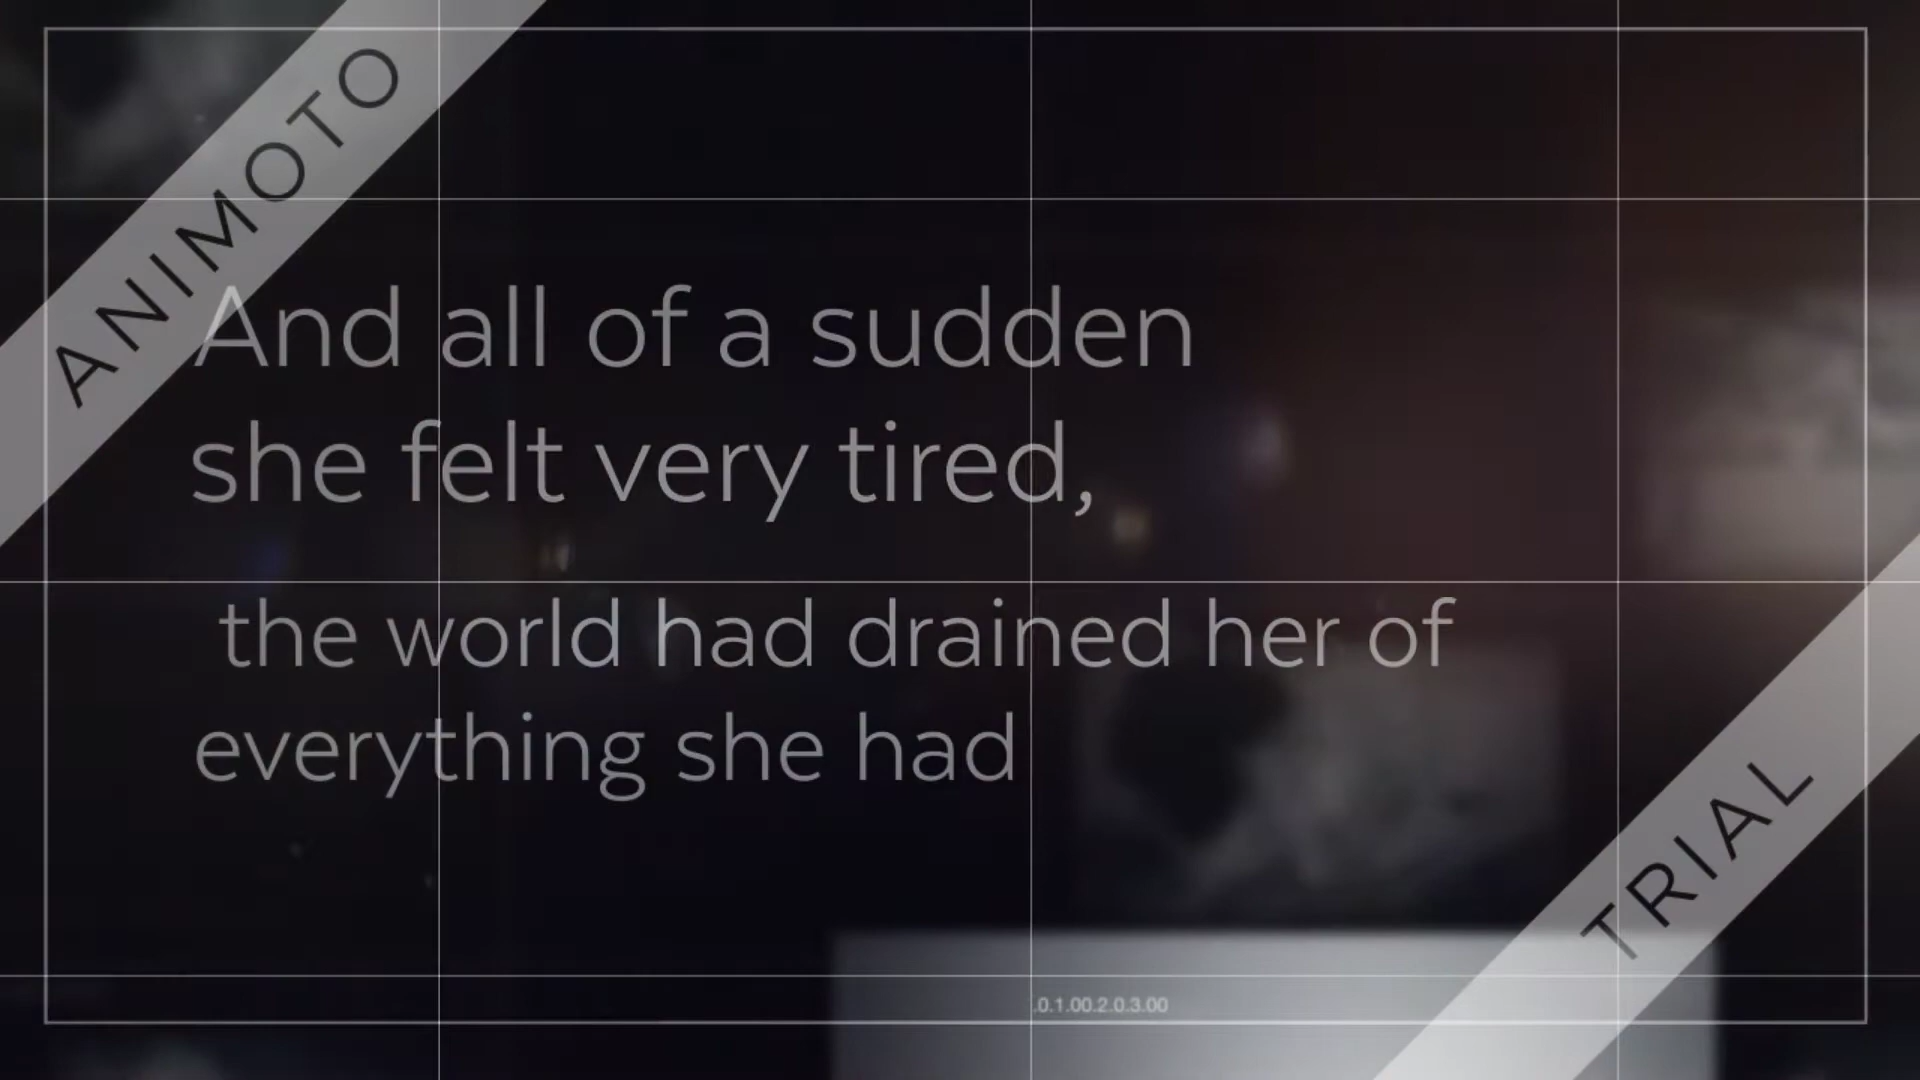 ANIMOTO
And all of a sudden
she felt very tired,
the world had drained her of
everything she had
TRIAL
.0.1.00.2.0.3.00